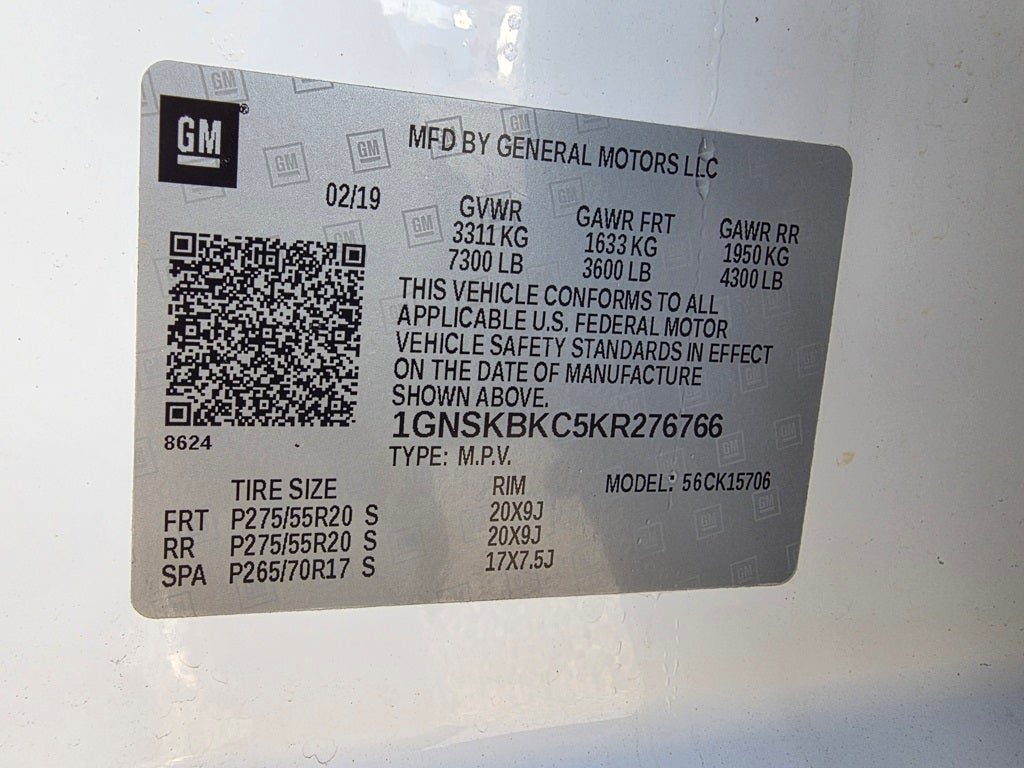 GM®
MFD BY GENERAL MOTORS LLC
02/19
GVWR GAWR FRT GAWR RR
3311 KG 1633 KG 1950 KG
7300 LB 3600 LB 4300 LB
THIS VEHICLE CONFORMS TO ALL
APPLICABLE U.S. FEDERAL MOTOR
VEHICLE SAFETY STANDARDS IN EFFECT
ON THE DATE OF MANUFACTURE
SHOWN ABOVE.
1GNSKBKC5KR276766
8624
TYPE: M.P.V.
MODEL: 56CK15706
TIRE SIZE RIM
FRT P275/55R20 S 20X9J
RR P275/55R20 S 20X9J
SPA P265/70R17 S 17X7.5J